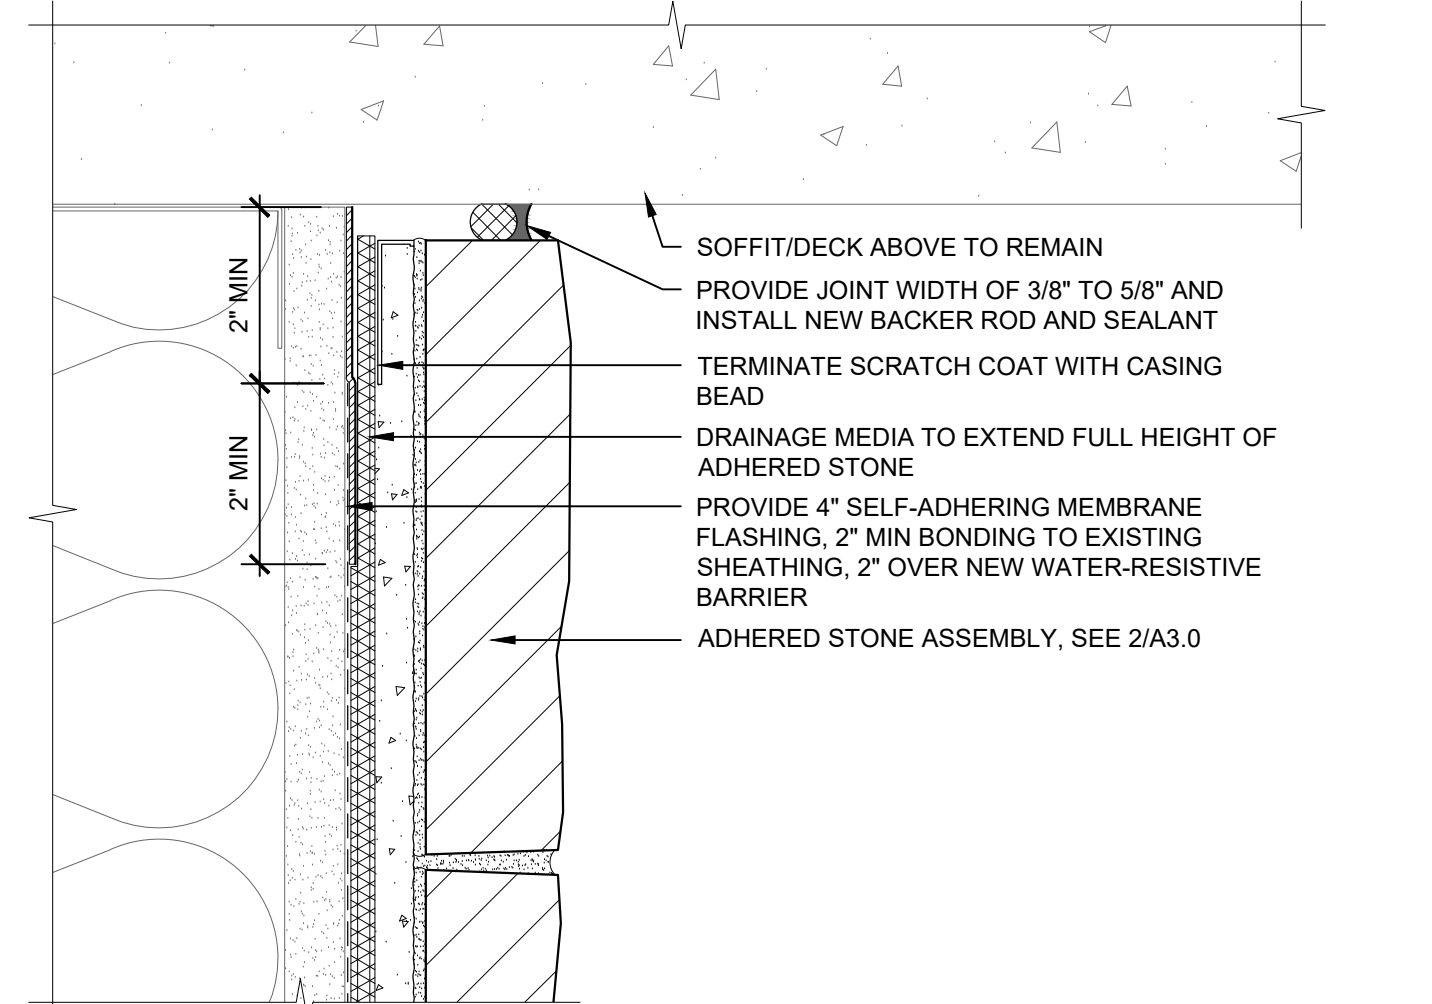 2" MIN
2" MIN
SOFFIT/DECK ABOVE TO REMAIN
PROVIDE JOINT WIDTH OF 3/8" TO 5/8" AND
INSTALL NEW BACKER ROD AND SEALANT
TERMINATE SCRATCH COAT WITH CASING
BEAD
DRAINAGE MEDIA TO EXTEND FULL HEIGHT OF
ADHERED STONE
PROVIDE 4" SELF-ADHERING MEMBRANE
FLASHING, 2" MIN BONDING TO EXISTING
SHEATHING, 2" OVER NEW WATER-RESISTIVE
BARRIER
ADHERED STONE ASSEMBLY, SEE 2/A3.0